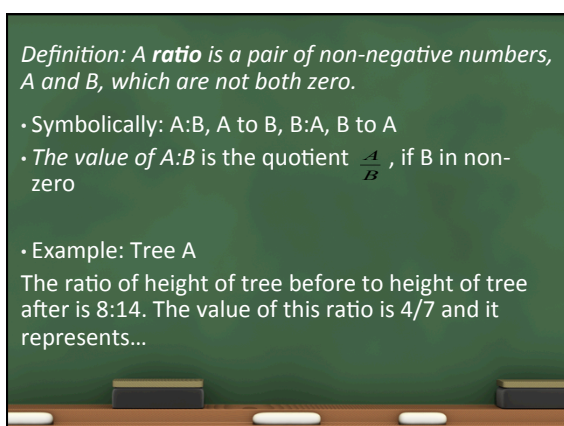 Definition: A ratio is a pair of non-negative numbers,
A and B, which are not both zero.
• Symbolically: A:B, A to B, B:A, B to A
• The value of A:B is the quotient A/B , if B in non-
zero
• Example: Tree A
The ratio of height of tree before to height of tree
after is 8:14. The value of this ratio is 4/7 and it
represents…